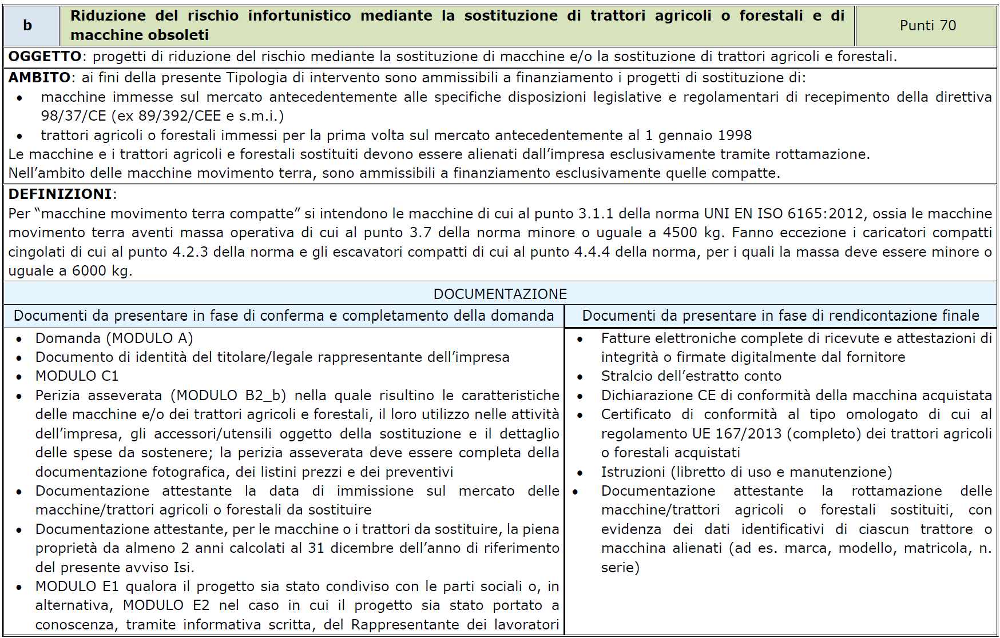 b
Riduzione del rischio infortunistico mediante la sostituzione di trattori agricoli o forestali e di
macchine obsoleti
Punti 70
OGGETTO: progetti di riduzione del rischio mediante la sostituzione di macchine e/o la sostituzione di trattori agricoli e forestali.
AMBITO: ai fini della presente Tipologia di intervento sono ammissibili a finanziamento i progetti di sostituzione di:
• macchine immesse sul mercato antecedentemente alle specifiche disposizioni legislative e regolamentari di recepimento della direttiva
98/37/CE (ex 89/392/CEE e s.m.i.)
• trattori agricoli o forestali immessi per la prima volta sul mercato antecedentemente al 1 gennaio 1998
Le macchine e i trattori agricoli e forestali sostituiti devono essere alienati dall’impresa esclusivamente tramite rottamazione.
Nell’ambito delle macchine movimento terra, sono ammissibili a finanziamento esclusivamente quelle compatte.
DEFINIZIONI:
Per “macchine movimento terra compatte” si intendono le macchine di cui al punto 3.1.1 della norma UNI EN ISO 6165:2012, ossia le macchine
movimento terra aventi massa operativa di cui al punto 3.7 della norma minore o uguale a 4500 kg. Fanno eccezione i caricatori compatti
cingolati di cui al punto 4.2.3 della norma e gli escavatori compatti di cui al punto 4.4.4 della norma, per i quali la massa deve essere minore o
uguale a 6000 kg.
DOCUMENTAZIONE
Documenti da presentare in fase di conferma e completamento della domanda
• Domanda (MODULO A)
• Documento di identità del titolare/legale rappresentante dell’impresa
• MODULO C1
• Perizia asseverata (MODULO B2_b) nella quale risultino le caratteristiche
delle macchine e/o dei trattori agricoli e forestali, il loro utilizzo nelle attività
dell’impresa, gli accessori/utensili oggetto della sostituzione e il dettaglio
delle spese da sostenere; la perizia asseverata deve essere completa della
documentazione fotografica, dei listini prezzi e dei preventivi
• Documentazione attestante la data di immissione sul mercato delle
macchine/trattori agricoli o forestali da sostituire
• Documentazione attestante, per le macchine o i trattori da sostituire, la piena
proprietà da almeno 2 anni calcolati al 31 dicembre dell’anno di riferimento
del presente avviso Isi.
• MODULO E1 qualora il progetto sia stato condiviso con le parti sociali o, in
alternativa, MODULO E2 nel caso in cui il progetto sia stato portato a
conoscenza, tramite informativa scritta, del Rappresentante dei lavoratori
Documenti da presentare in fase di rendicontazione finale
• Fatture elettroniche complete di ricevute e attestazioni di
integrità o firmate digitalmente dal fornitore
• Stralcio dell’estratto conto
• Dichiarazione CE di conformità della macchina acquistata
• Certificato di conformità al tipo omologato di cui al
regolamento UE 167/2013 (completo) dei trattori agricoli
o forestali acquistati
• Istruzioni (libretto di uso e manutenzione)
• Documentazione attestante la rottamazione delle
macchine/trattori agricoli o forestali sostituiti, con
evidenza dei dati identificativi di ciascun trattore o
macchina alienati (ad es. marca, modello, matricola, n.
serie)